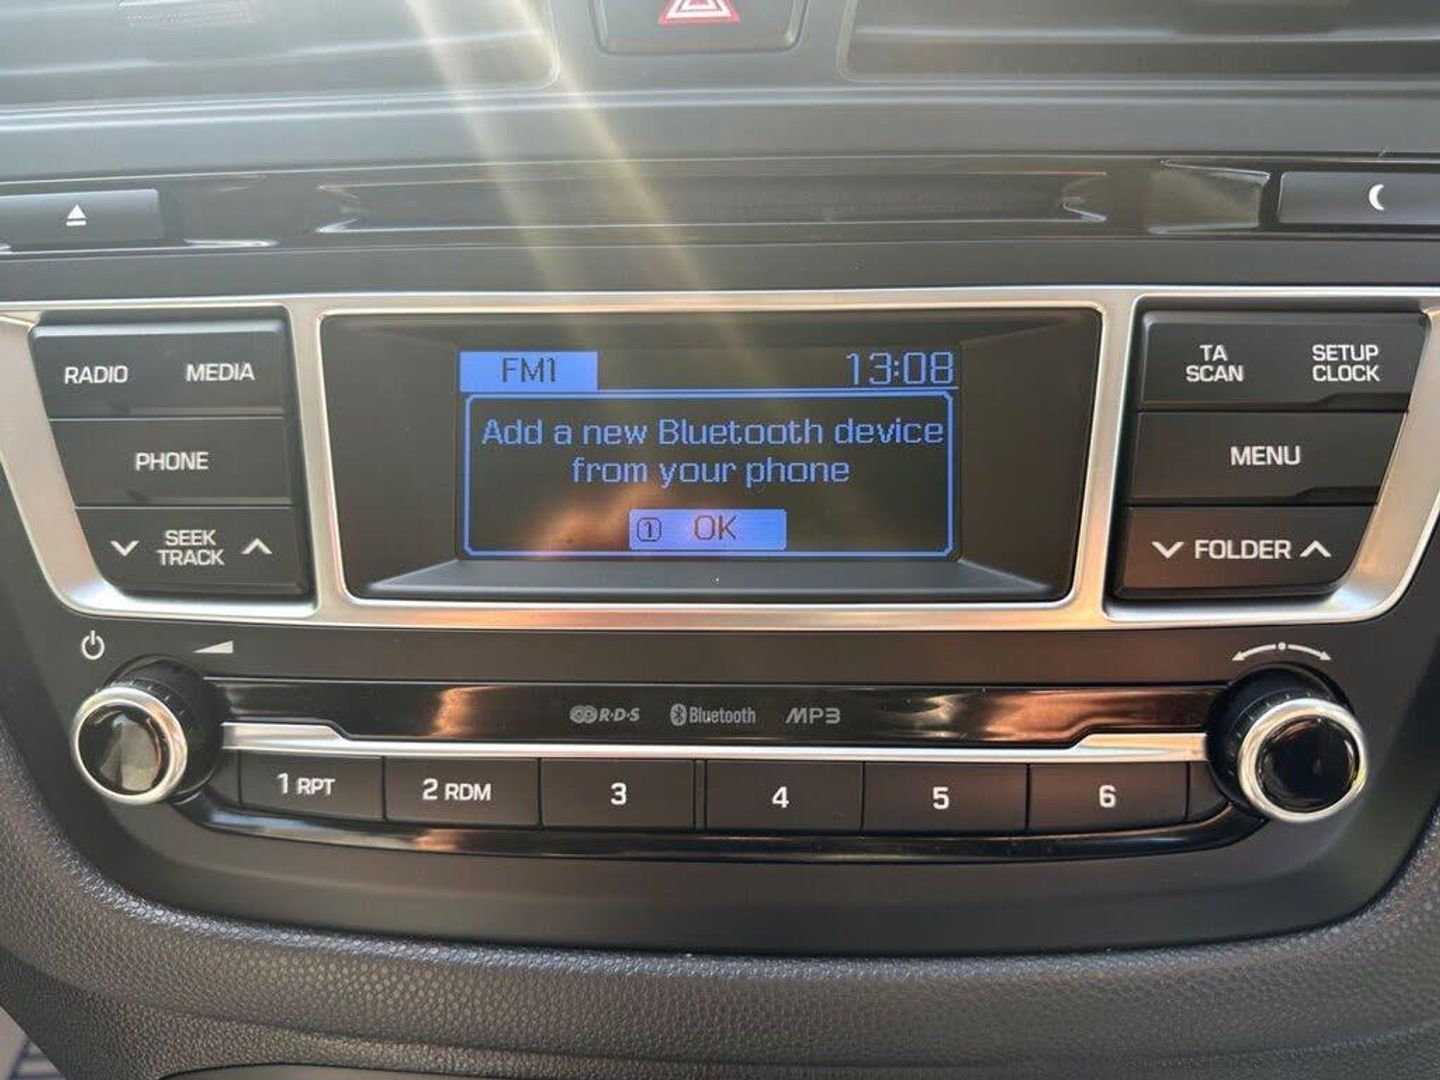 RADIO MEDIA
PHONE
SEEK
TRACK
FM1 13:08
Add a new Bluetooth device
from your phone
1 OK
TA
SCAN
SETUP
CLOCK
MENU
FOLDER
R·D·S Bluetooth MP3
1 RPT 2 RDM 3 4 5 6